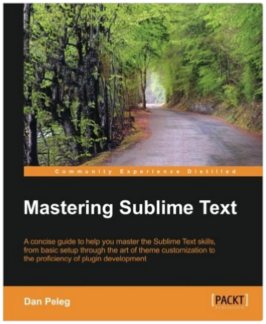 Community Experience Distilled
Mastering Sublime Text
A concise guide to help you master the Sublime Text skills,
from basic setup through the art of theme customization to
the proficiency of plugin development
Dan Peleg
PACKT